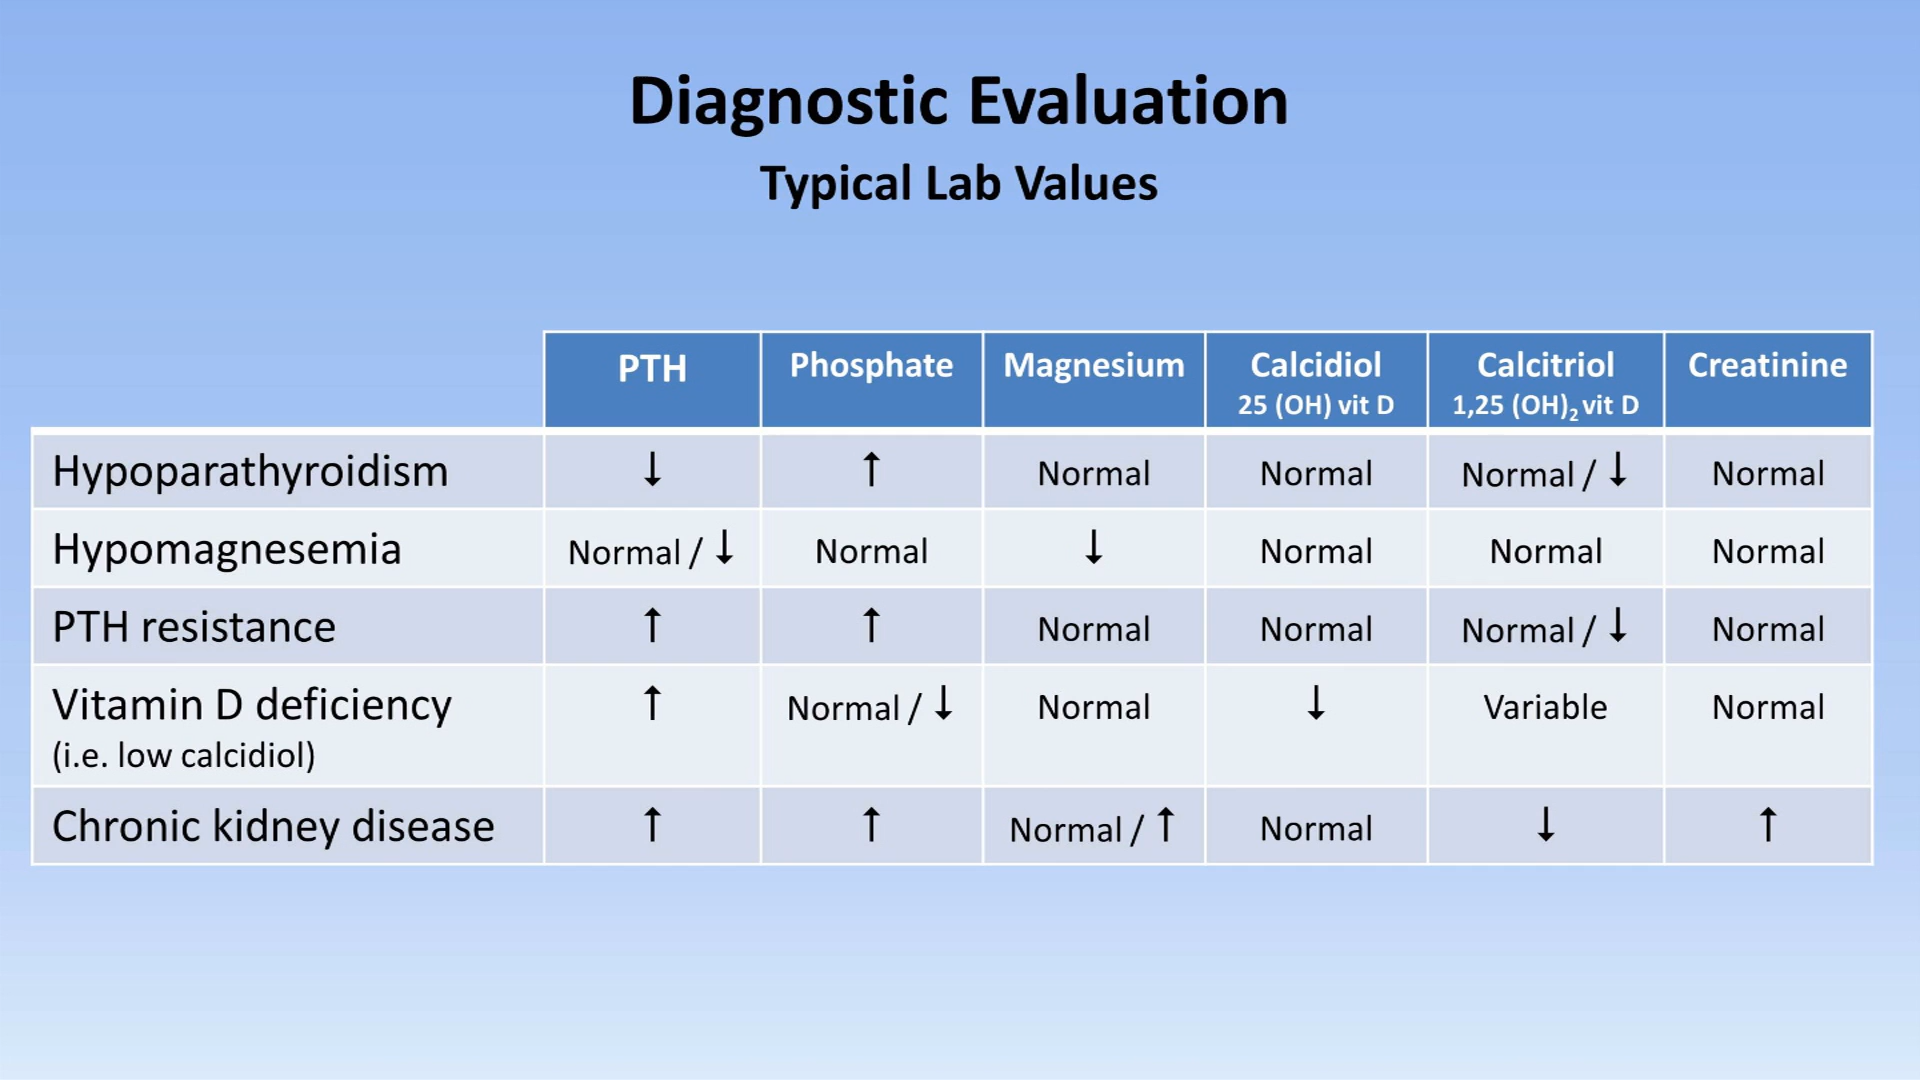 Diagnostic Evaluation
Typical Lab Values
PTH Phosphate Magnesium Calcidiol Calcitriol Creatinine
25 (OH) vit D 1,25 (OH)₂ vit D
Hypoparathyroidism ↓ ↑ Normal Normal Normal / ↓ Normal
Hypomagnesemia Normal / ↓ Normal ↓ Normal Normal Normal
PTH resistance ↑ ↑ Normal Normal Normal / ↓ Normal
Vitamin D deficiency ↑ Normal / ↓ Normal ↓ Variable Normal
(i.e. low calcidiol)
Chronic kidney disease ↑ ↑ Normal / ↑ Normal ↓ ↑